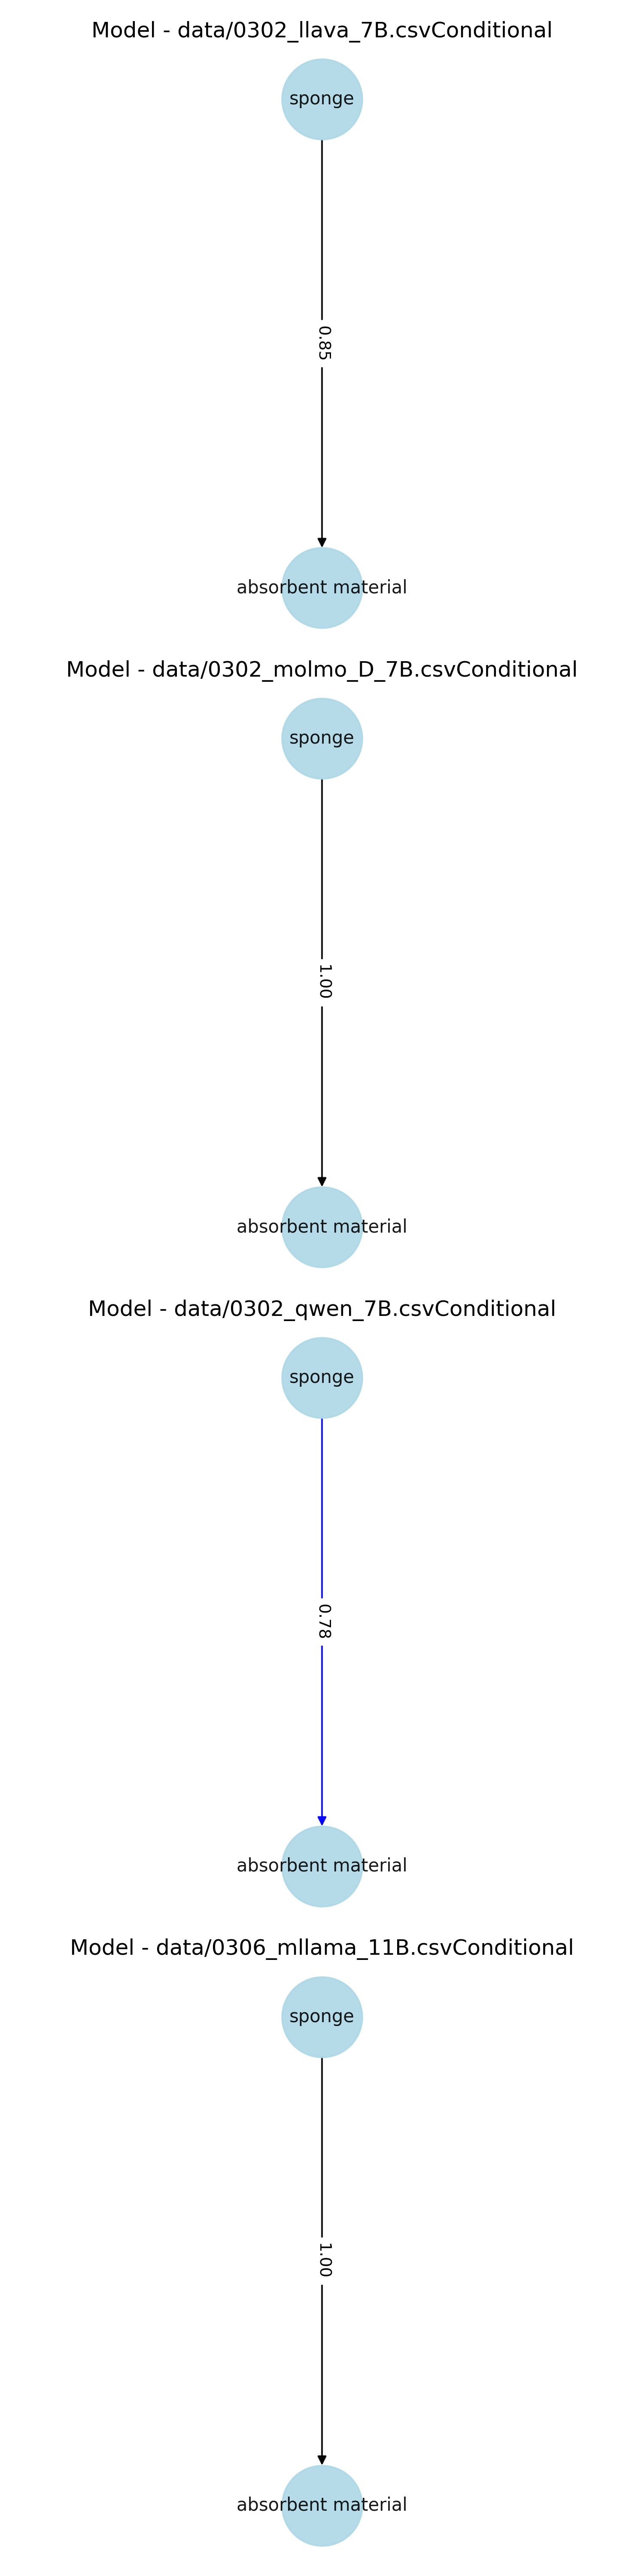 Model - data/0302_llava_7B.csvConditional
sponge
0.85
absorbent material
Model - data/0302_molmo_D_7B.csvConditional
sponge
1.00
absorbent material
Model - data/0302_qwen_7B.csvConditional
sponge
0.78
absorbent material
Model - data/0306_mllama_11B.csvConditional
sponge
1.00
absorbent material